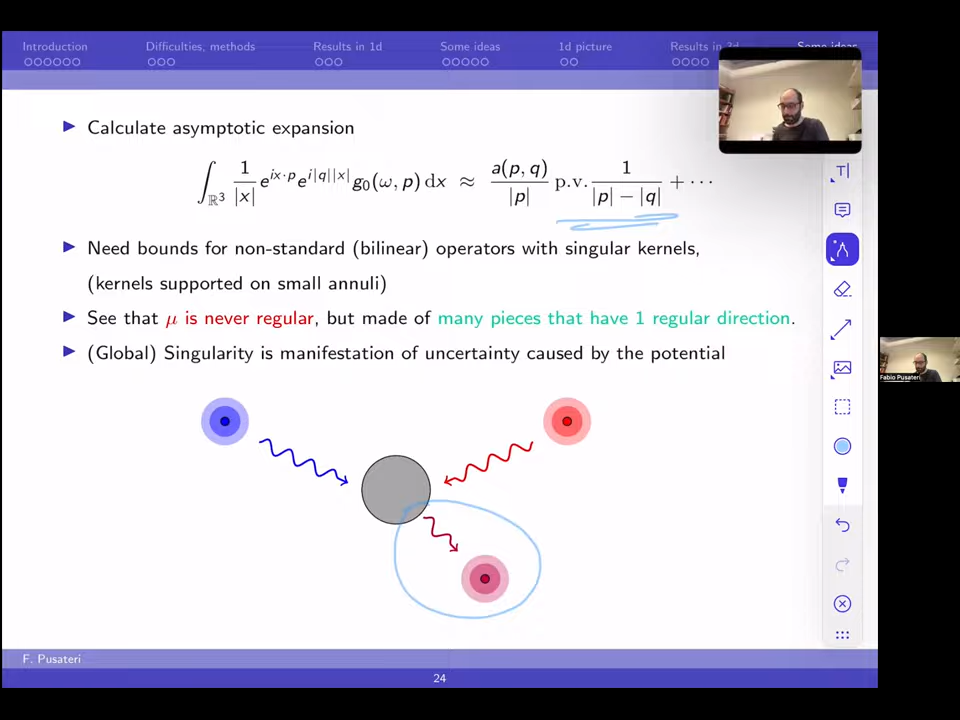 Introduction Difficulties, methods Results in 1d Some ideas 1d picture Results in 3d Some ideas
Calculate asymptotic expansion
∫_{ℝ³} 1/|x| e^{ix·p} e^{i|q||x|} g₀(ω, p) dx ≈ a(p, q)/|p| p.v. 1/(|p| − |q|) + ···
Need bounds for non-standard (bilinear) operators with singular kernels,
(kernels supported on small annuli)
See that μ is never regular, but made of many pieces that have 1 regular direction.
(Global) Singularity is manifestation of uncertainty caused by the potential
Fabio Pusateri
F. Pusateri
24